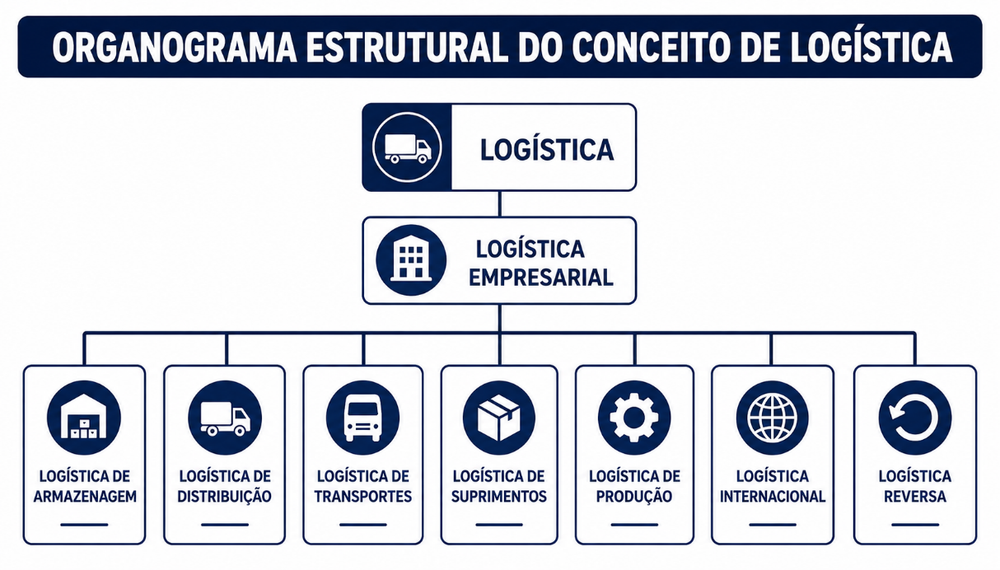 ORGANOGRAMA ESTRUTURAL DO CONCEITO DE LOGÍSTICA
LOGÍSTICA
LOGÍSTICA
EMPRESARIAL
LOGÍSTICA DE
ARMAZENAGEM
LOGÍSTICA DE
DISTRIBUIÇÃO
LOGÍSTICA DE
TRANSPORTES
LOGÍSTICA DE
SUPRIMENTOS
LOGÍSTICA DE
PRODUÇÃO
LOGÍSTICA
INTERNACIONAL
LOGÍSTICA
REVERSA